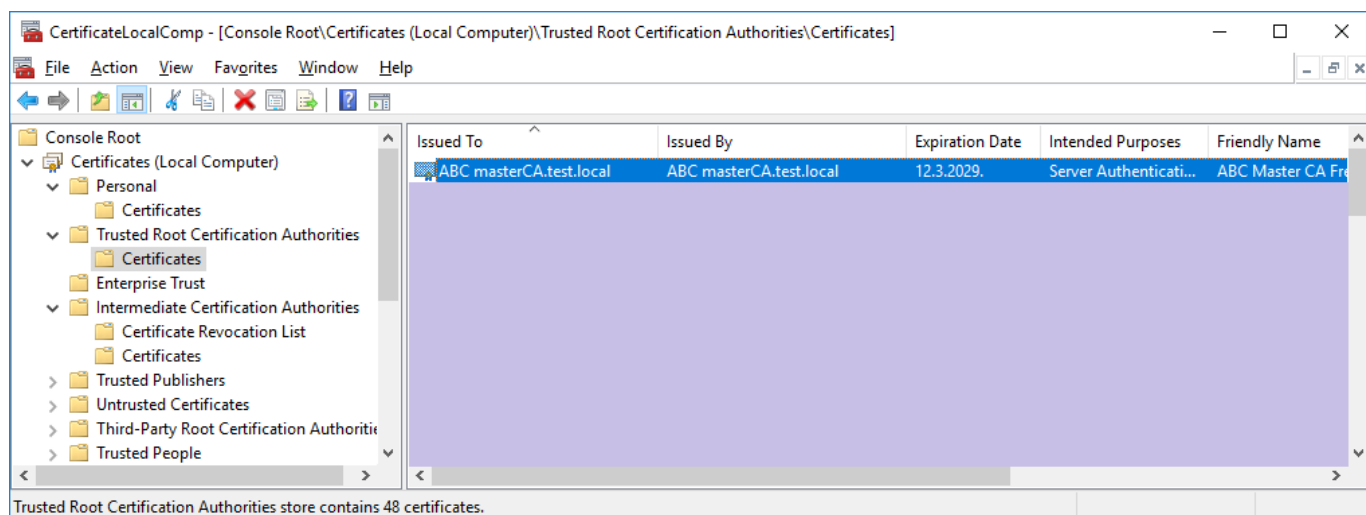 CertificateLocalComp - [Console Root\Certificates (Local Computer)\Trusted Root Certification Authorities\Certificates]
File Action View Favorites Window Help
Console Root
Certificates (Local Computer)
Personal
Certificates
Trusted Root Certification Authorities
Certificates
Enterprise Trust
Intermediate Certification Authorities
Certificate Revocation List
Certificates
Trusted Publishers
Untrusted Certificates
Third-Party Root Certification Authoritie
Trusted People
Issued To Issued By Expiration Date Intended Purposes Friendly Name
ABC masterCA.test.local ABC masterCA.test.local 12.3.2029. Server Authenticati... ABC Master CA Fre
Trusted Root Certification Authorities store contains 48 certificates.